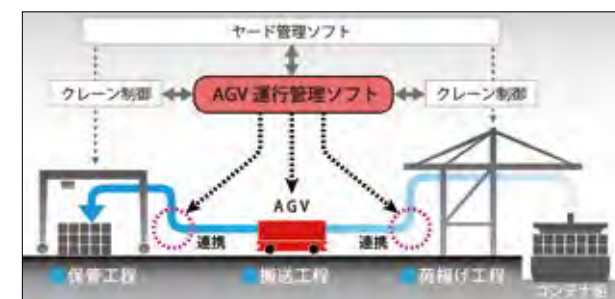 ヤード管理ソフト
クレーン制御
AGV 運行管理ソフト
クレーン制御
AGV
連携
連携
保管工程
搬送工程
荷揚げ工程
コンテナ船